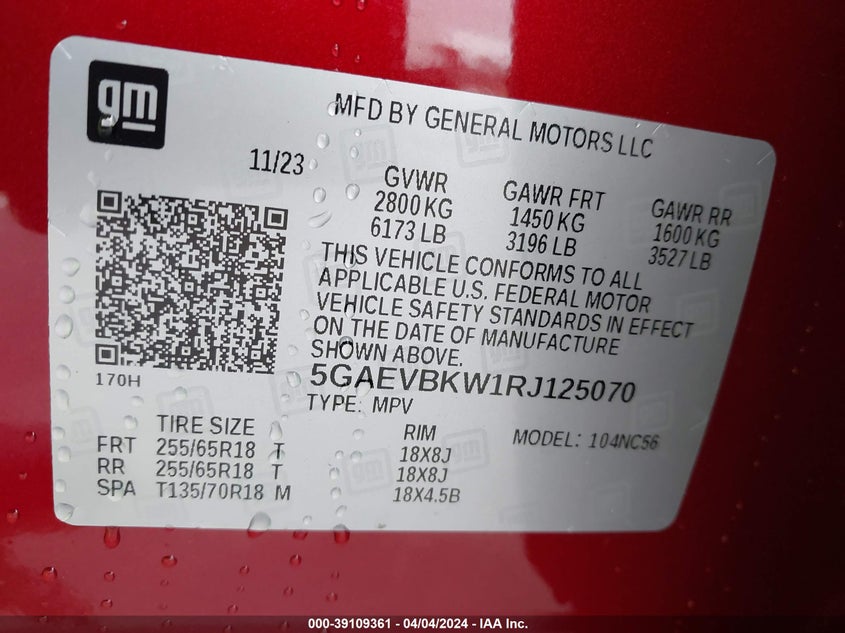 gm
MFD BY GENERAL MOTORS LLC
11/23
GVWR GAWR FRT GAWR RR
2800 KG 1450 KG 1600 KG
6173 LB 3196 LB 3527 LB
THIS VEHICLE CONFORMS TO ALL
APPLICABLE U.S. FEDERAL MOTOR
VEHICLE SAFETY STANDARDS IN EFFECT
ON THE DATE OF MANUFACTURE
SHOWN ABOVE.
170H
5GAEVBKW1RJ125070
TYPE: MPV
MODEL: 104NC56
TIRE SIZE RIM
FRT 255/65R18 T 18X8J
RR 255/65R18 T 18X8J
SPA T135/70R18 M 18X4.5B
000-39109361 - 04/04/2024 - IAA Inc.